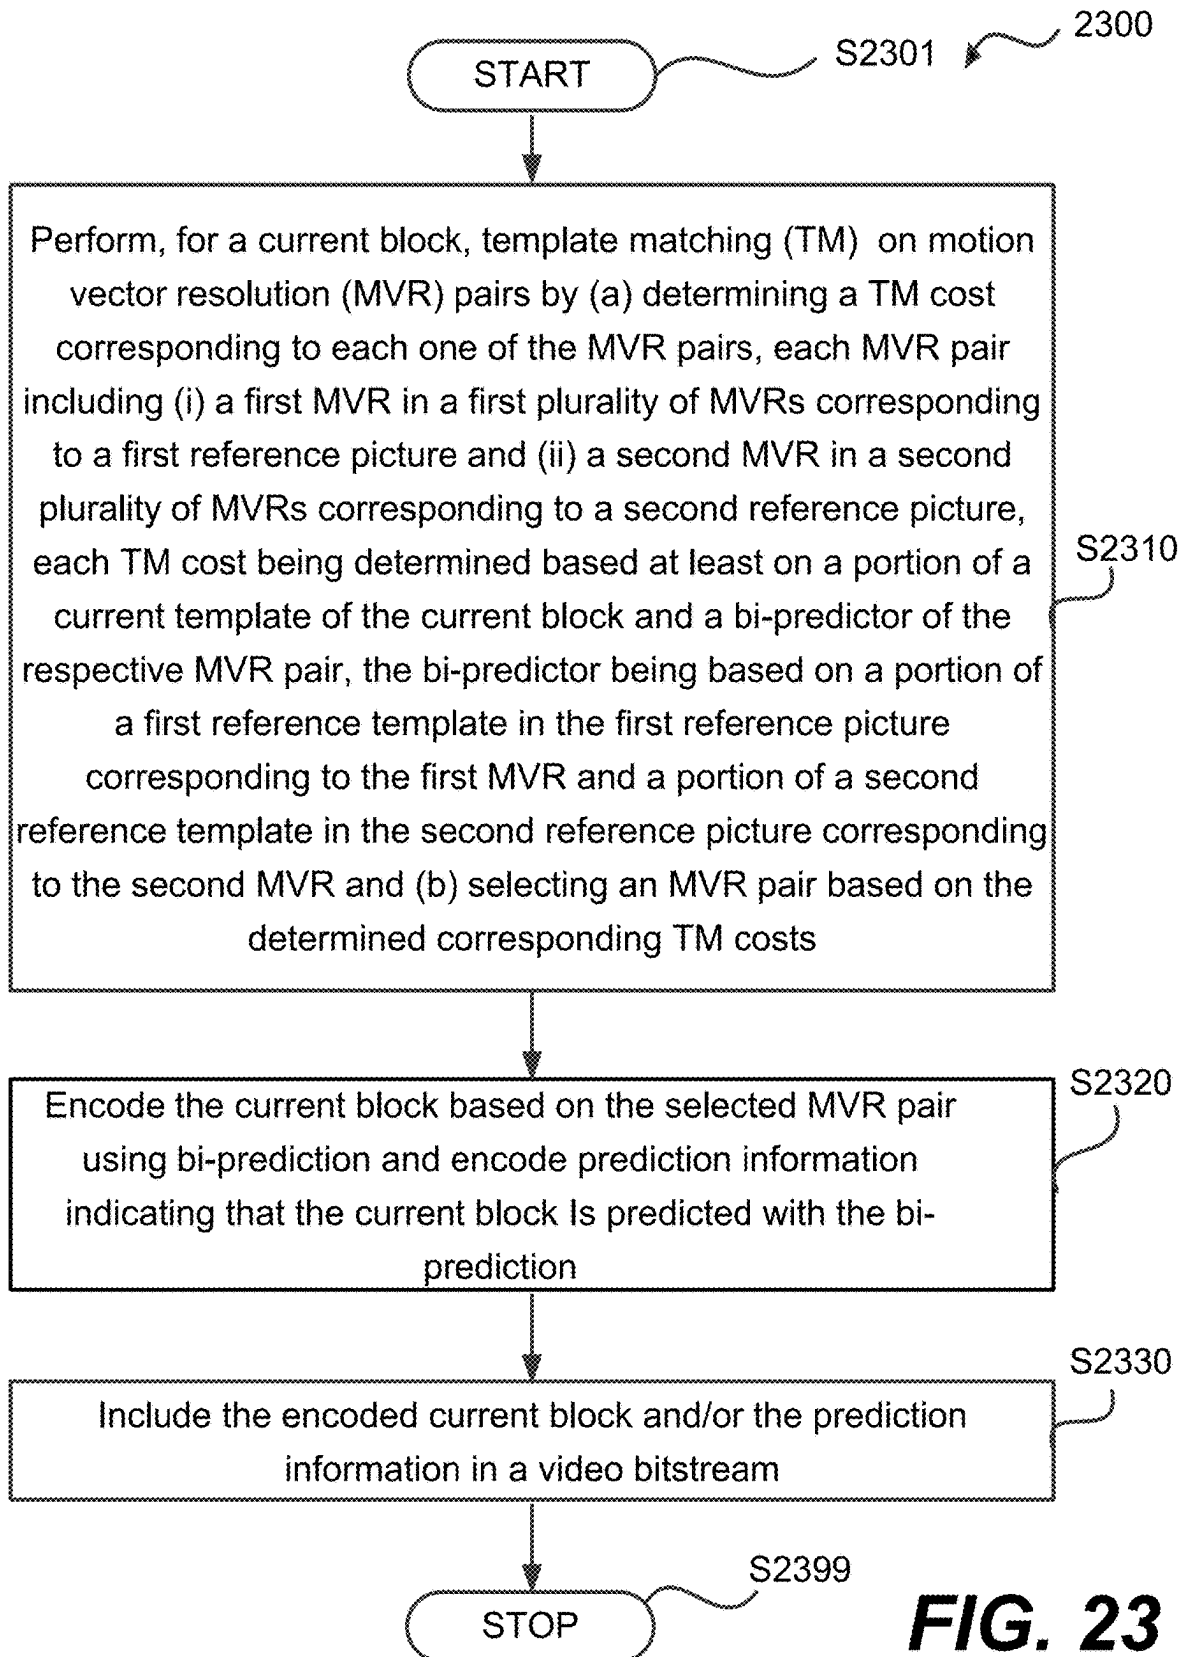 2300
START
S2301
Perform, for a current block, template matching (TM) on motion
vector resolution (MVR) pairs by (a) determining a TM cost
corresponding to each one of the MVR pairs, each MVR pair
including (i) a first MVR in a first plurality of MVRs corresponding
to a first reference picture and (ii) a second MVR in a second
plurality of MVRs corresponding to a second reference picture,
each TM cost being determined based at least on a portion of a
current template of the current block and a bi-predictor of the
respective MVR pair, the bi-predictor being based on a portion of
a first reference template in the first reference picture
corresponding to the first MVR and a portion of a second
reference template in the second reference picture corresponding
to the second MVR and (b) selecting an MVR pair based on the
determined corresponding TM costs
S2310
Encode the current block based on the selected MVR pair
using bi-prediction and encode prediction information
indicating that the current block Is predicted with the bi-
prediction
S2320
Include the encoded current block and/or the prediction
information in a video bitstream
S2330
STOP
S2399
FIG. 23